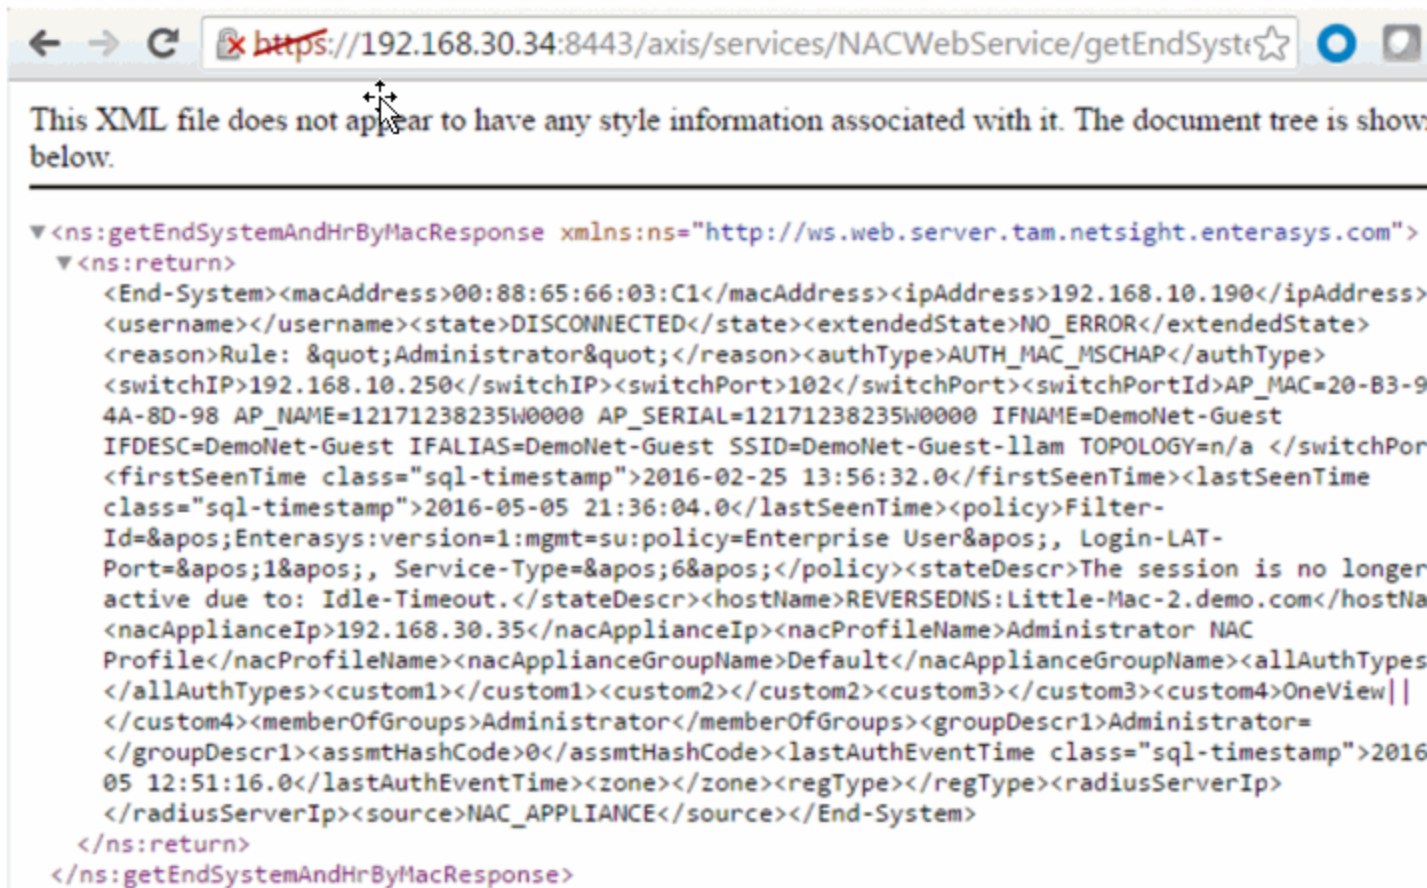 https://192.168.30.34:8443/axis/services/NACWebService/getEndSyste
This XML file does not appear to have any style information associated with it. The document tree is shown
below.
<ns:getEndSystemAndHrByMacResponse xmlns:ns="http://ws.web.server.tam.netsight.enterasys.com">
<ns:return>
<End-System><macAddress>00:88:65:66:03:C1</macAddress><ipAddress>192.168.10.190</ipAddress>
<username></username><state>DISCONNECTED</state><extendedState>NO_ERROR</extendedState>
<reason>Rule: &quot;Administrator&quot;</reason><authType>AUTH_MAC_MSCHAP</authType>
<switchIP>192.168.10.250</switchIP><switchPort>102</switchPort><switchPortId>AP_MAC=20-B3-9
4A-8D-98 AP_NAME=12171238235W0000 AP_SERIAL=12171238235W0000 IFNAME=DemoNet-Guest
IFDESC=DemoNet-Guest IFALIAS=DemoNet-Guest SSID=DemoNet-Guest-llam TOPOLOGY=n/a </switchPor
<firstSeenTime class="sql-timestamp">2016-02-25 13:56:32.0</firstSeenTime><lastSeenTime
class="sql-timestamp">2016-05-05 21:36:04.0</lastSeenTime><policy>Filter-
Id=&apos;Enterasys:version=1:mgmt=su:policy=Enterprise User&apos;, Login-LAT-
Port=&apos;1&apos;, Service-Type=&apos;6&apos;</policy><stateDescr>The session is no longer
active due to: Idle-Timeout.</stateDescr><hostName>REVERSEDNS:Little-Mac-2.demo.com</hostNa
<nacApplianceIp>192.168.30.35</nacApplianceIp><nacProfileName>Administrator NAC
Profile</nacProfileName><nacApplianceGroupName>Default</nacApplianceGroupName><allAuthTypes
</allAuthTypes><custom1></custom1><custom2></custom2><custom3></custom3><custom4>OneView||
</custom4><memberOfGroups>Administrator</memberOfGroups><groupDescr1>Administrator=
</groupDescr1><assmtHashCode>0</assmtHashCode><lastAuthEventTime class="sql-timestamp">2016
05 12:51:16.0</lastAuthEventTime><zone></zone><regType></regType><radiusServerIp>
</radiusServerIp><source>NAC_APPLIANCE</source></End-System>
</ns:return>
</ns:getEndSystemAndHrByMacResponse>